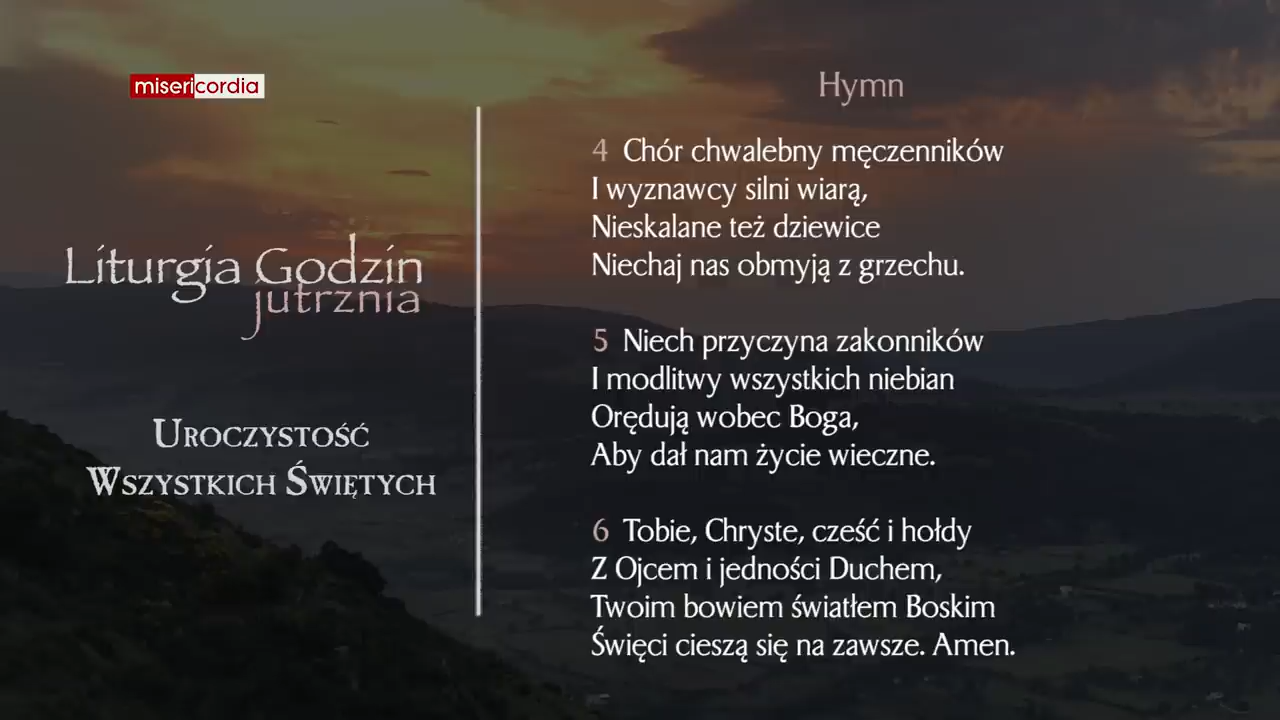 misericordia
Liturgia Godzin
jutrznia
Uroczystość
Wszystkich Świętych
Hymn
4 Chór chwalebny męczenników
I wyznawcy silni wiarą,
Nieskalane też dziewice
Niechaj nas obmyją z grzechu.
5 Niech przyczyna zakonników
I modlitwy wszystkich niebian
Orędują wobec Boga,
Aby dał nam życie wieczne.
6 Tobie, Chryste, cześć i hołdy
Z Ojcem i jedności Duchem,
Twoim bowiem światłem Boskim
Święci cieszą się na zawsze. Amen.